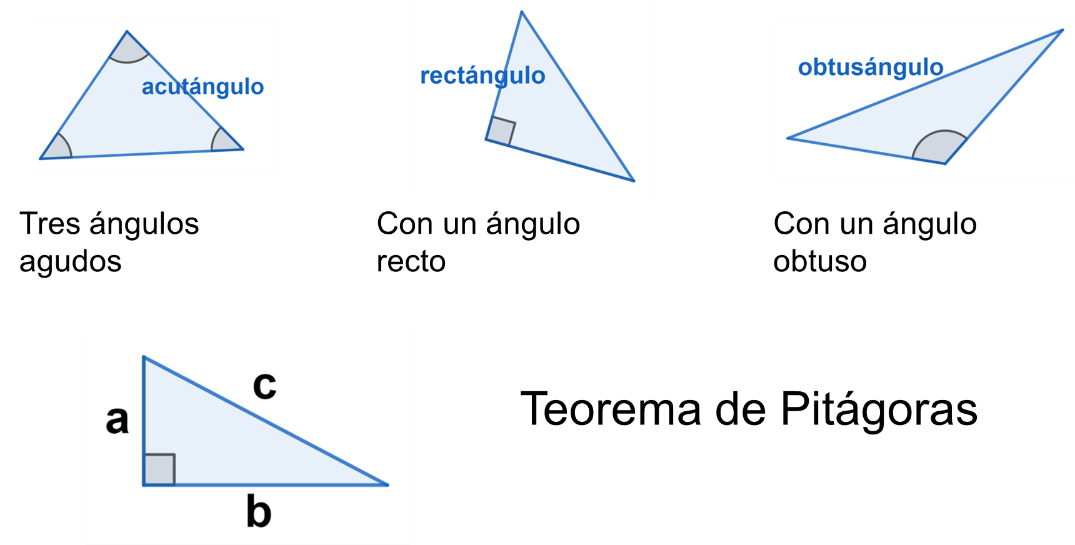 acutángulo
rectángulo
obtusángulo
Tres ángulos
agudos
Con un ángulo
recto
Con un ángulo
obtuso
c
a
b
Teorema de Pitágoras